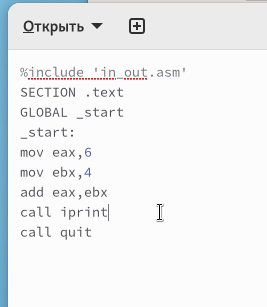 Открыть
%include 'in_out.asm'
SECTION .text
GLOBAL _start
_start:
mov eax,6
mov ebx,4
add eax,ebx
call iprint
call quit